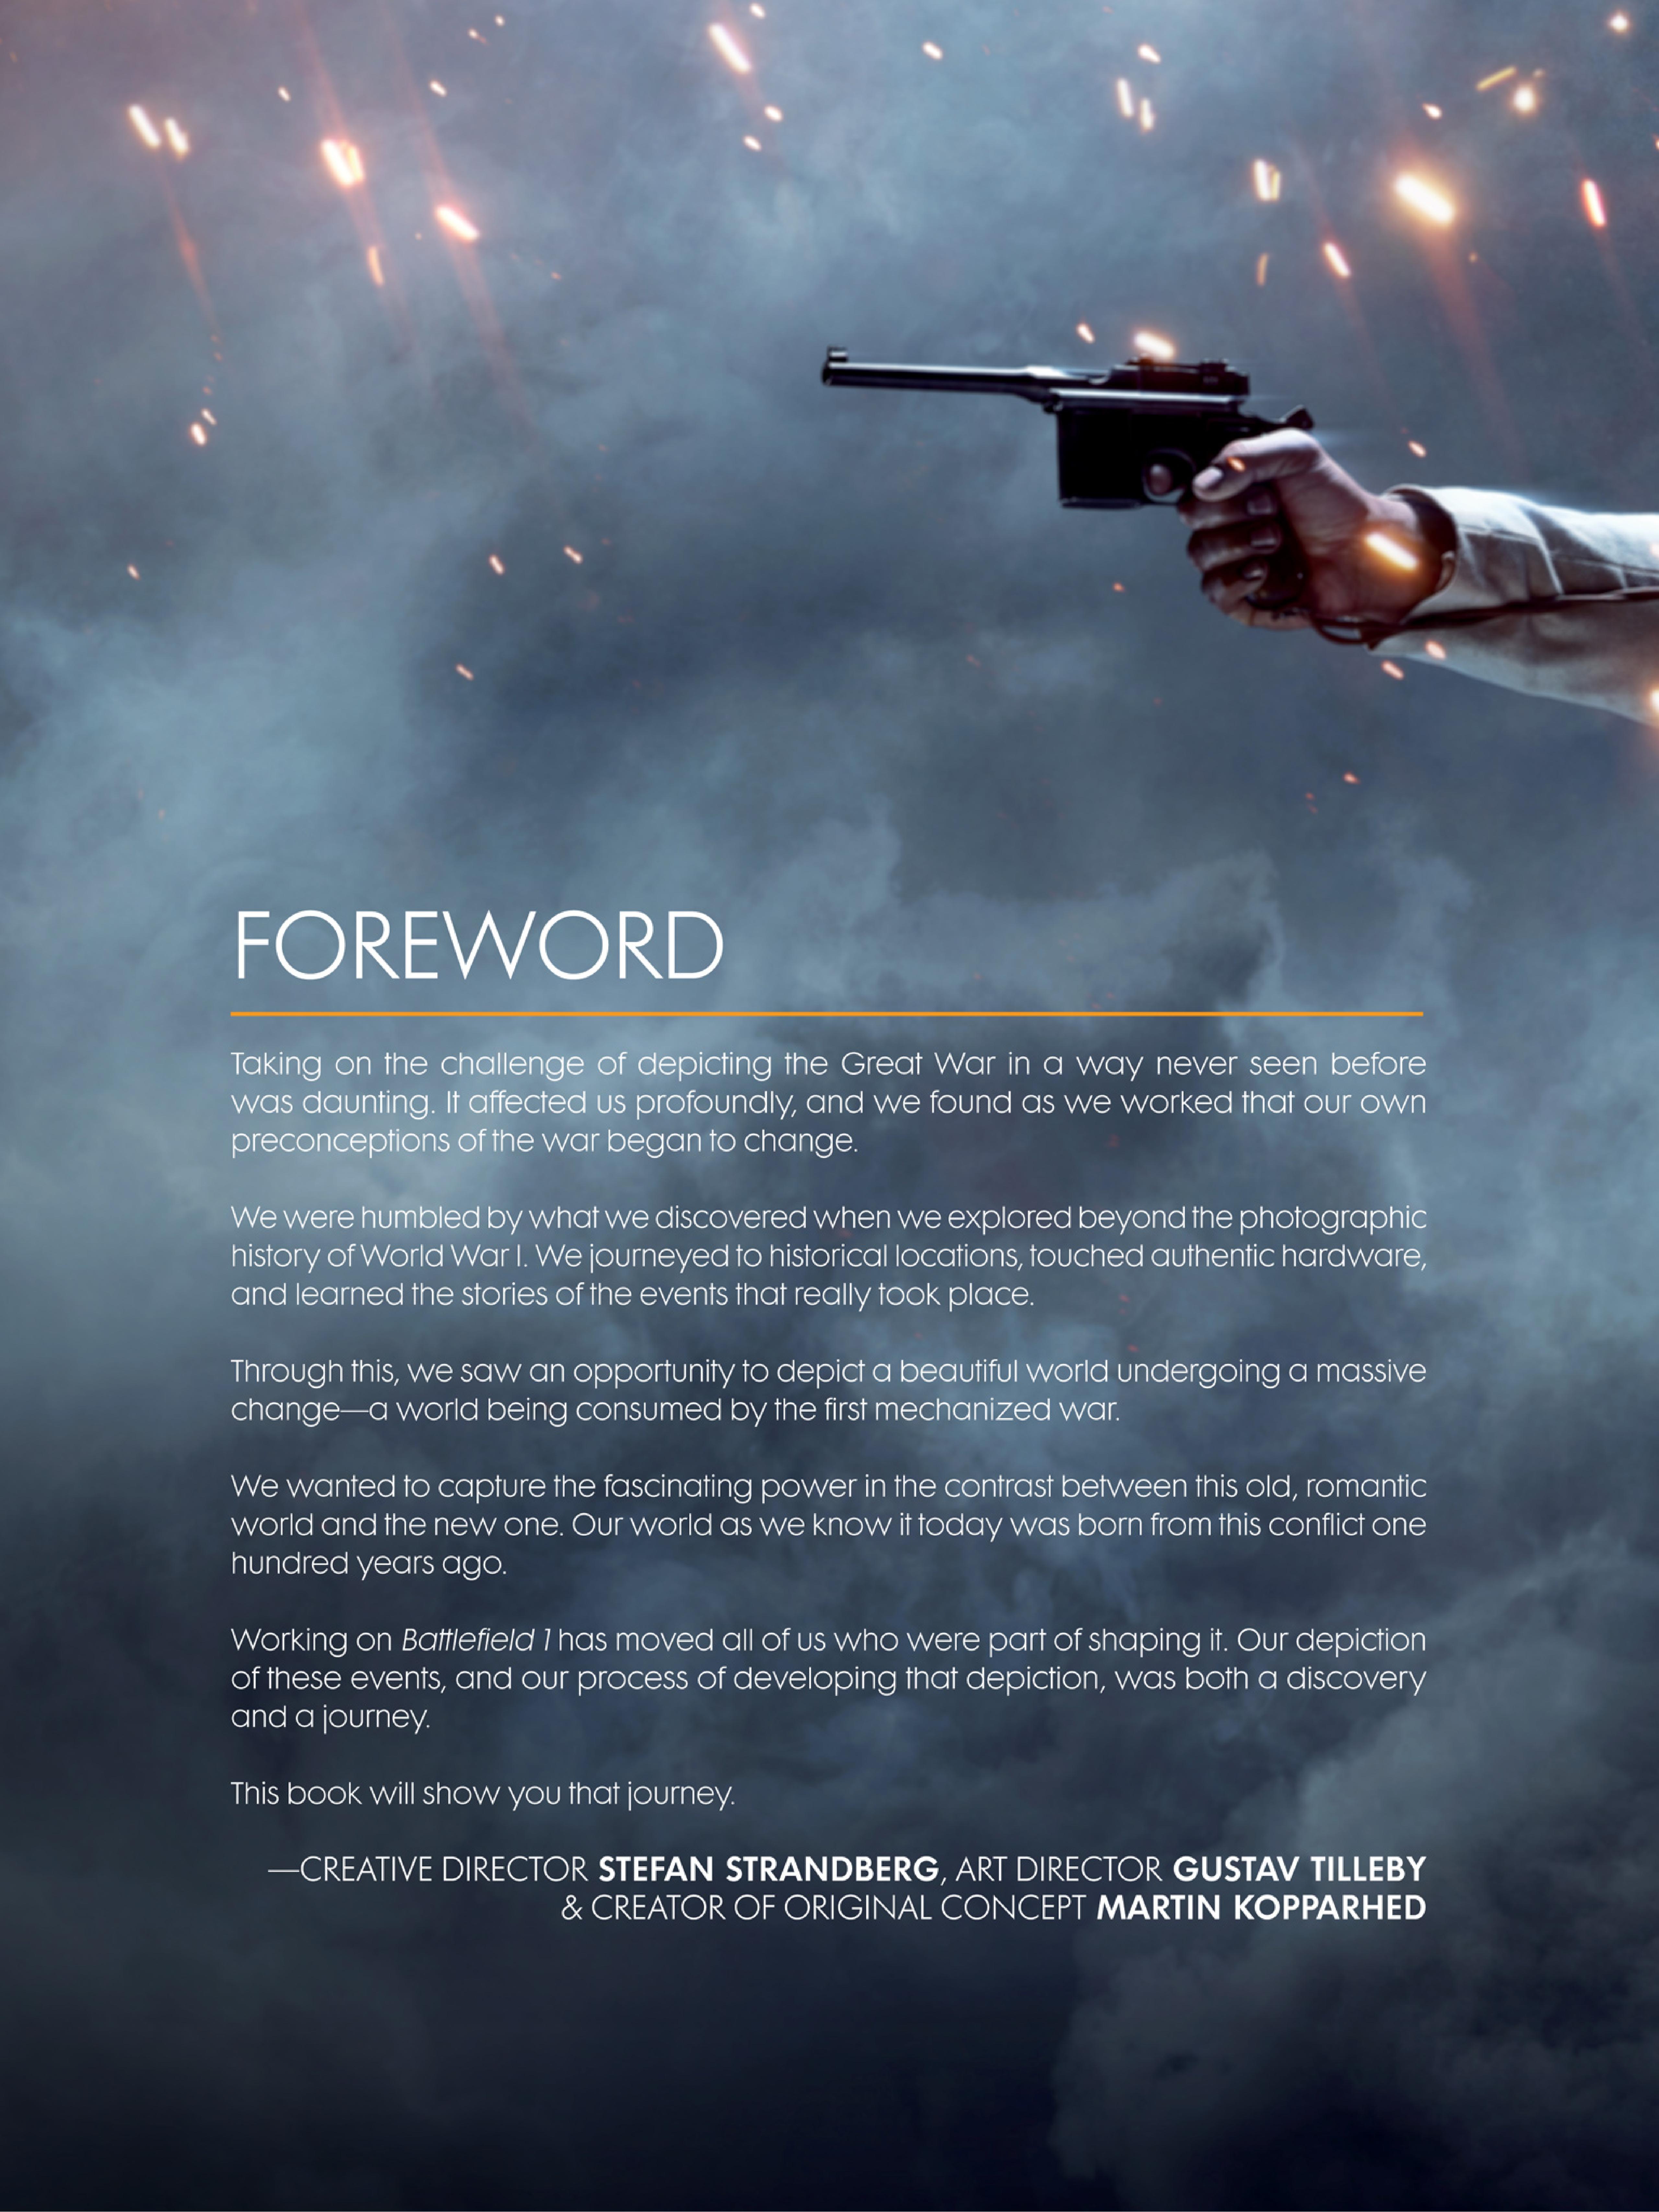 FOREWORD
Taking on the challenge of depicting the Great War in a way never seen before
was daunting. It affected us profoundly, and we found as we worked that our own
preconceptions of the war began to change.
We were humbled by what we discovered when we explored beyond the photographic
history of World War I. We journeyed to historical locations, touched authentic hardware,
and learned the stories of the events that really took place.
Through this, we saw an opportunity to depict a beautiful world undergoing a massive
change—a world being consumed by the first mechanized war.
We wanted to capture the fascinating power in the contrast between this old, romantic
world and the new one. Our world as we know it today was born from this conflict one
hundred years ago.
Working on Battlefield 1 has moved all of us who were part of shaping it. Our depiction
of these events, and our process of developing that depiction, was both a discovery
and a journey.
This book will show you that journey.
—CREATIVE DIRECTOR STEFAN STRANDBERG, ART DIRECTOR GUSTAV TILLEBY
& CREATOR OF ORIGINAL CONCEPT MARTIN KOPPARHED